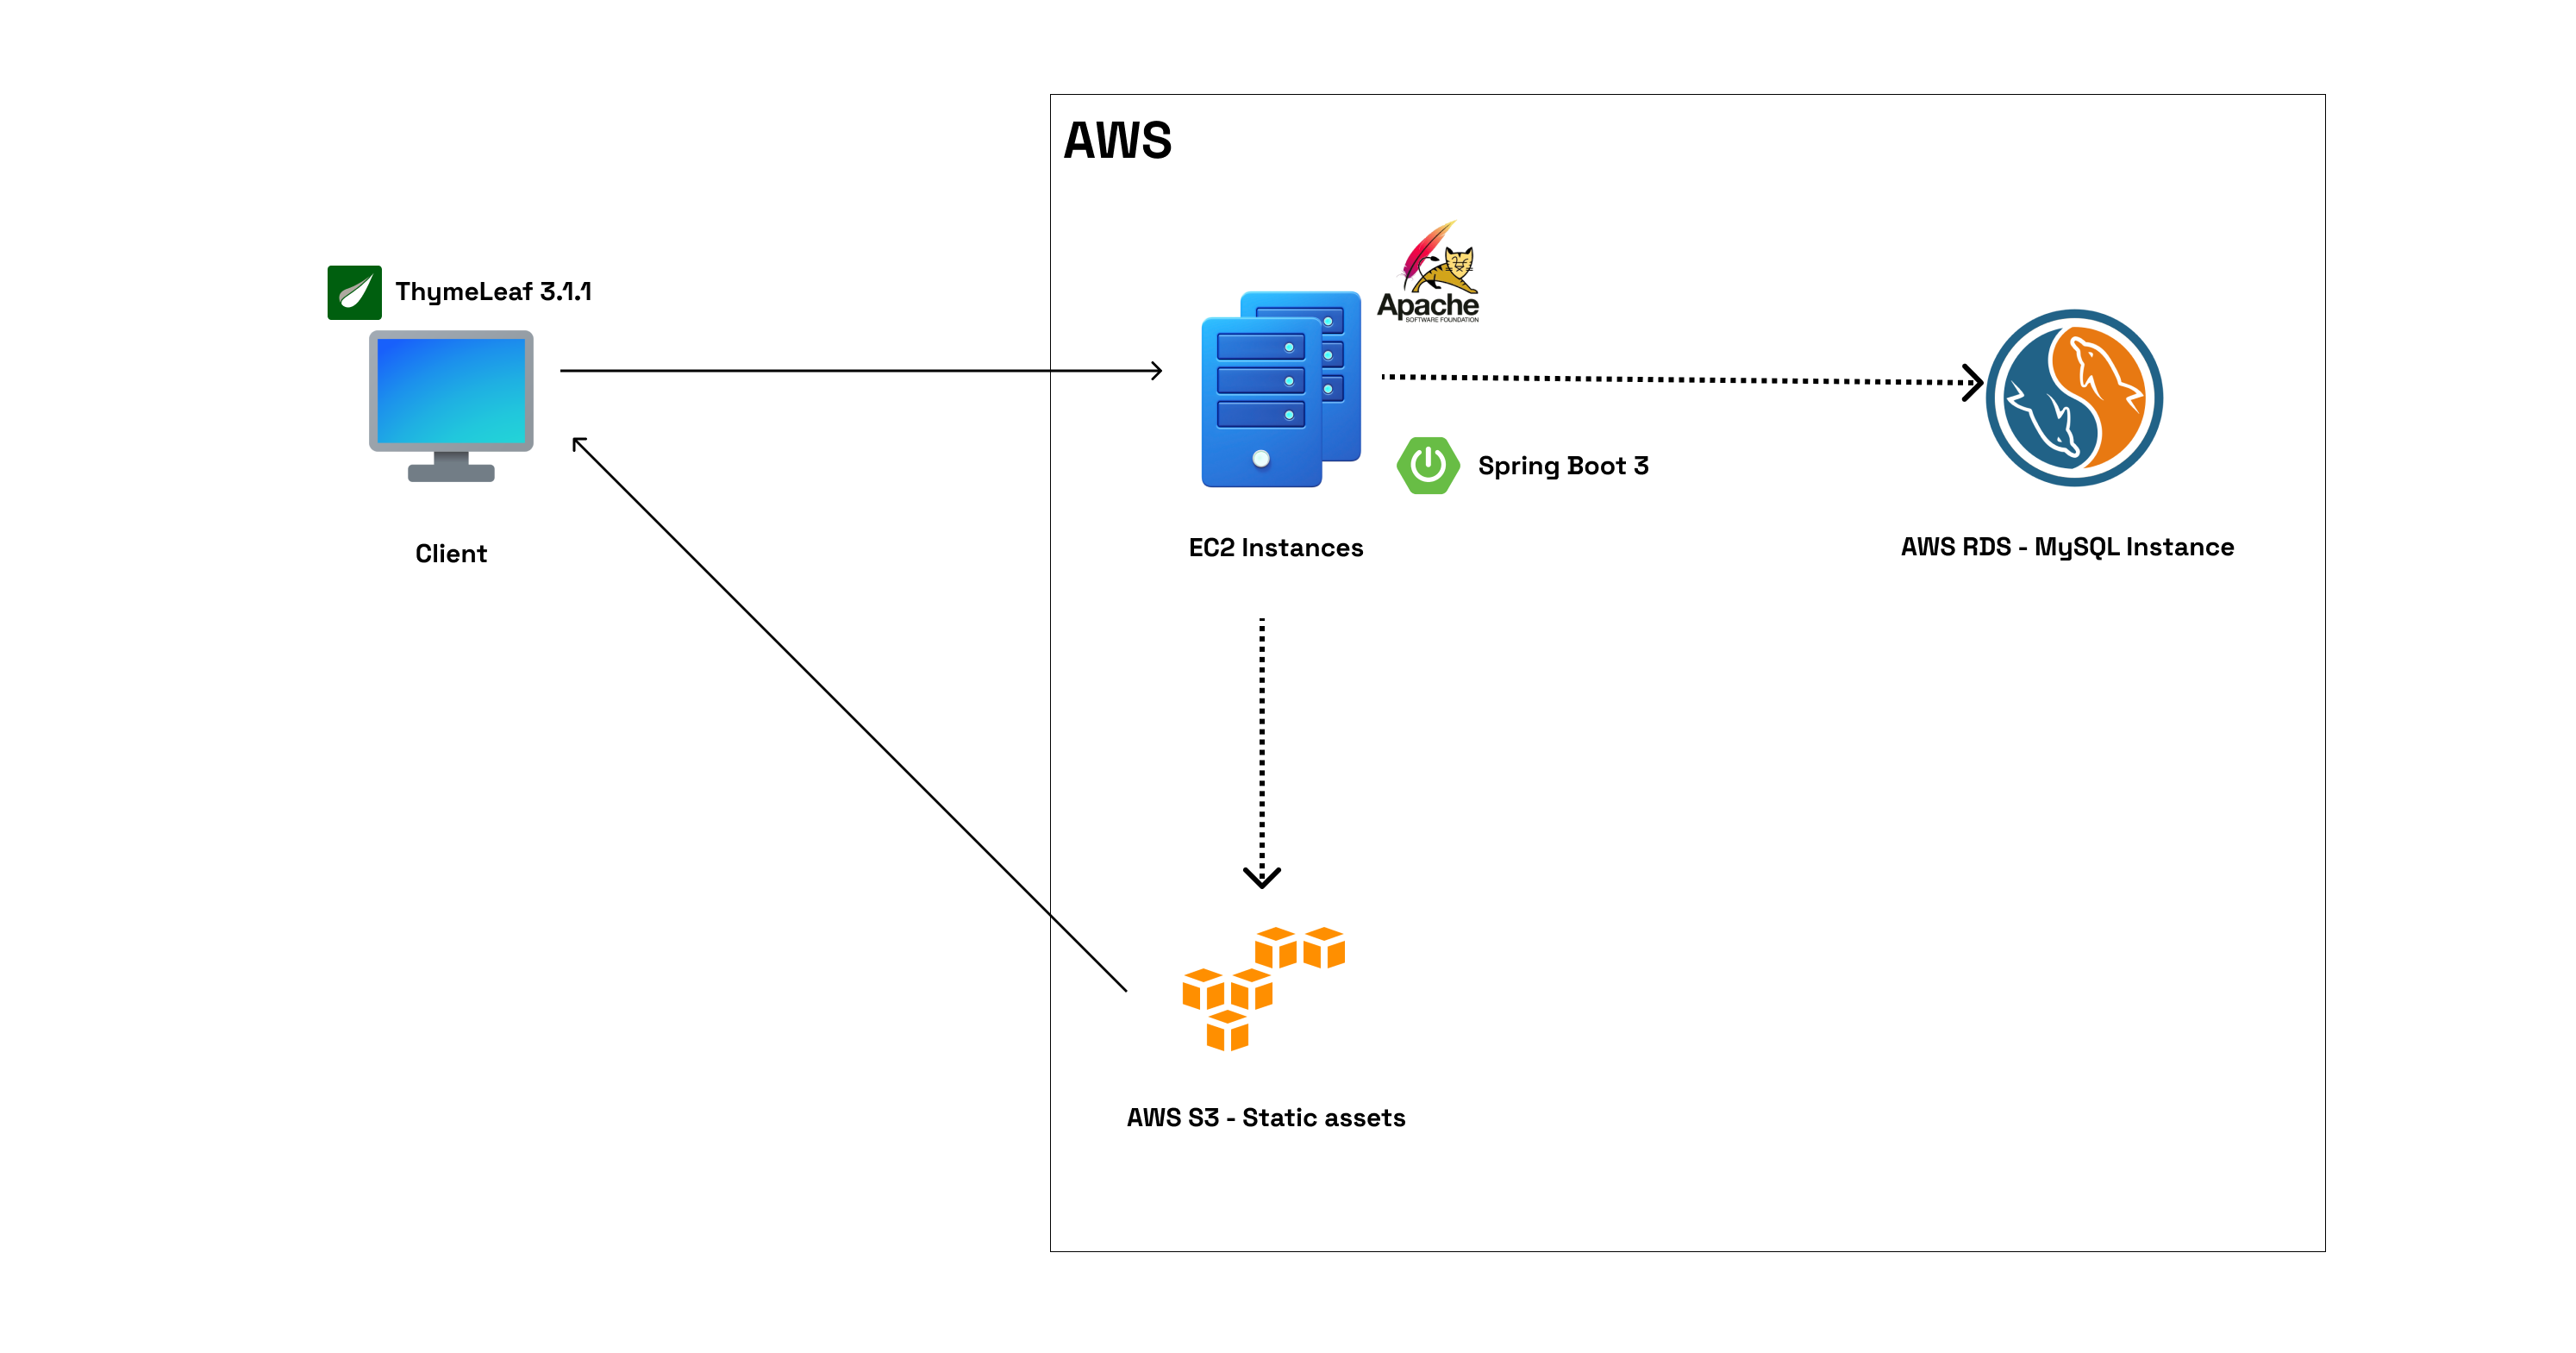 AWS
ThymeLeaf 3.1.1
Apache
SOFTWARE FOUNDATION
Spring Boot 3
Client
EC2 Instances
AWS RDS - MySQL Instance
AWS S3 - Static assets